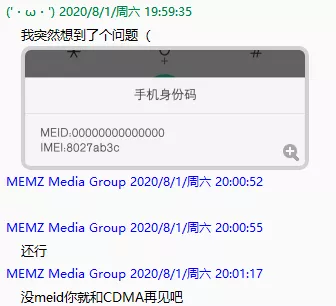 ('・ω・') 2020/8/1/周六 19:59:35
我突然想到了个问题（
* 0 #
+
手机身份码
MEID:00000000000000
IMEI:8027ab3c
MEMZ Media Group 2020/8/1/周六 20:00:52
MEMZ Media Group 2020/8/1/周六 20:00:55
还行
MEMZ Media Group 2020/8/1/周六 20:01:17
没meid你就和CDMA再见吧